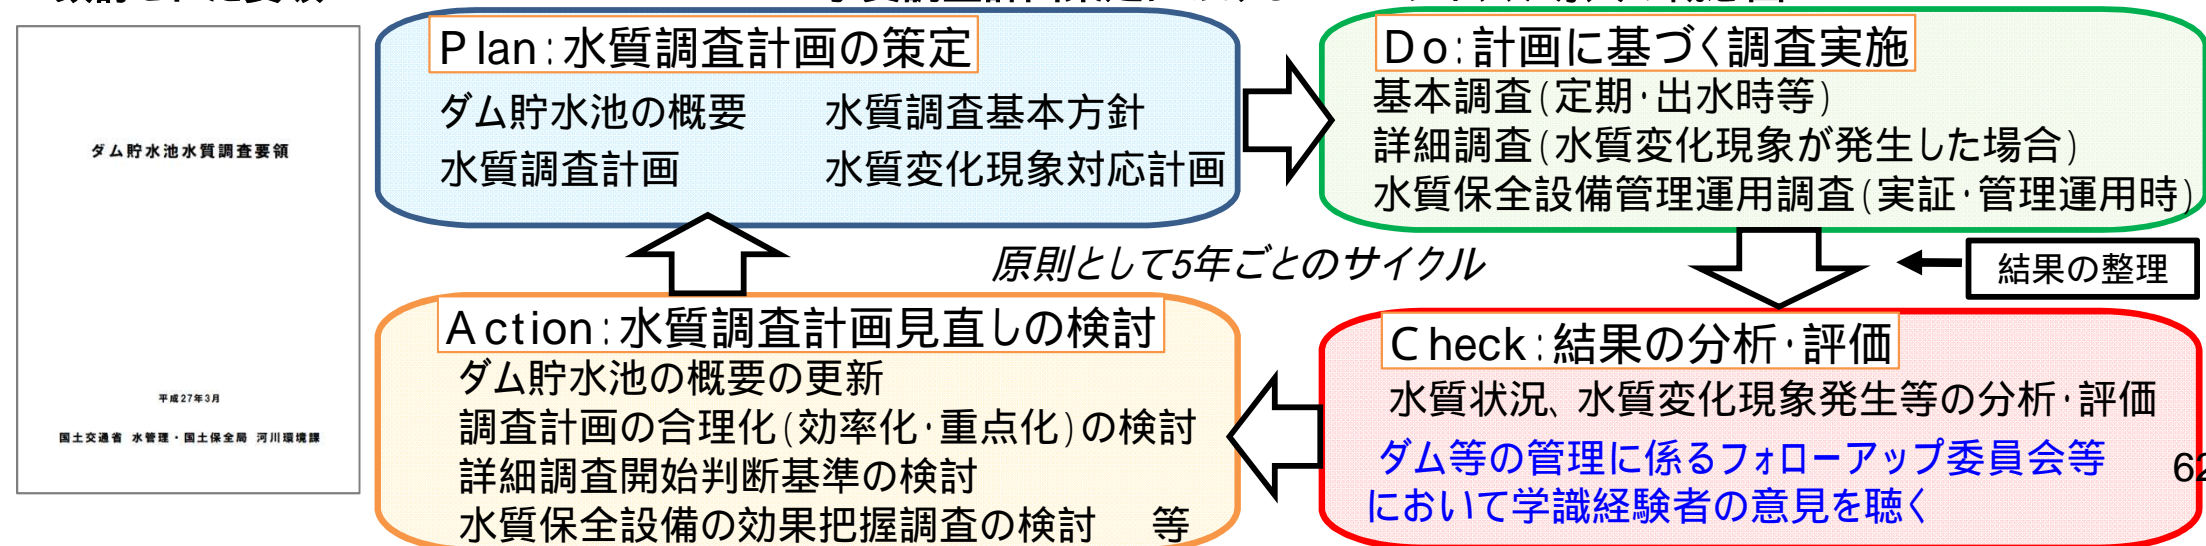 ダム貯水池水質調査要領
平成27年3月
国土交通省 水管理・国土保全局 河川環境課
Plan:水質調査計画の策定
ダム貯水池の概要 水質調査基本方針
水質調査計画 水質変化現象対応計画
Do:計画に基づく調査実施
基本調査(定期・出水時等)
詳細調査(水質変化現象が発生した場合)
水質保全設備管理運用調査(実証・管理運用時)
原則として5年ごとのサイクル
結果の整理
Action:水質調査計画見直しの検討
ダム貯水池の概要の更新
調査計画の合理化(効率化・重点化)の検討
詳細調査開始判断基準の検討
水質保全設備の効果把握調査の検討 等
Check:結果の分析・評価
水質状況、水質変化現象発生等の分析・評価
ダム等の管理に係るフォローアップ委員会等
において学識経験者の意見を聴く
62